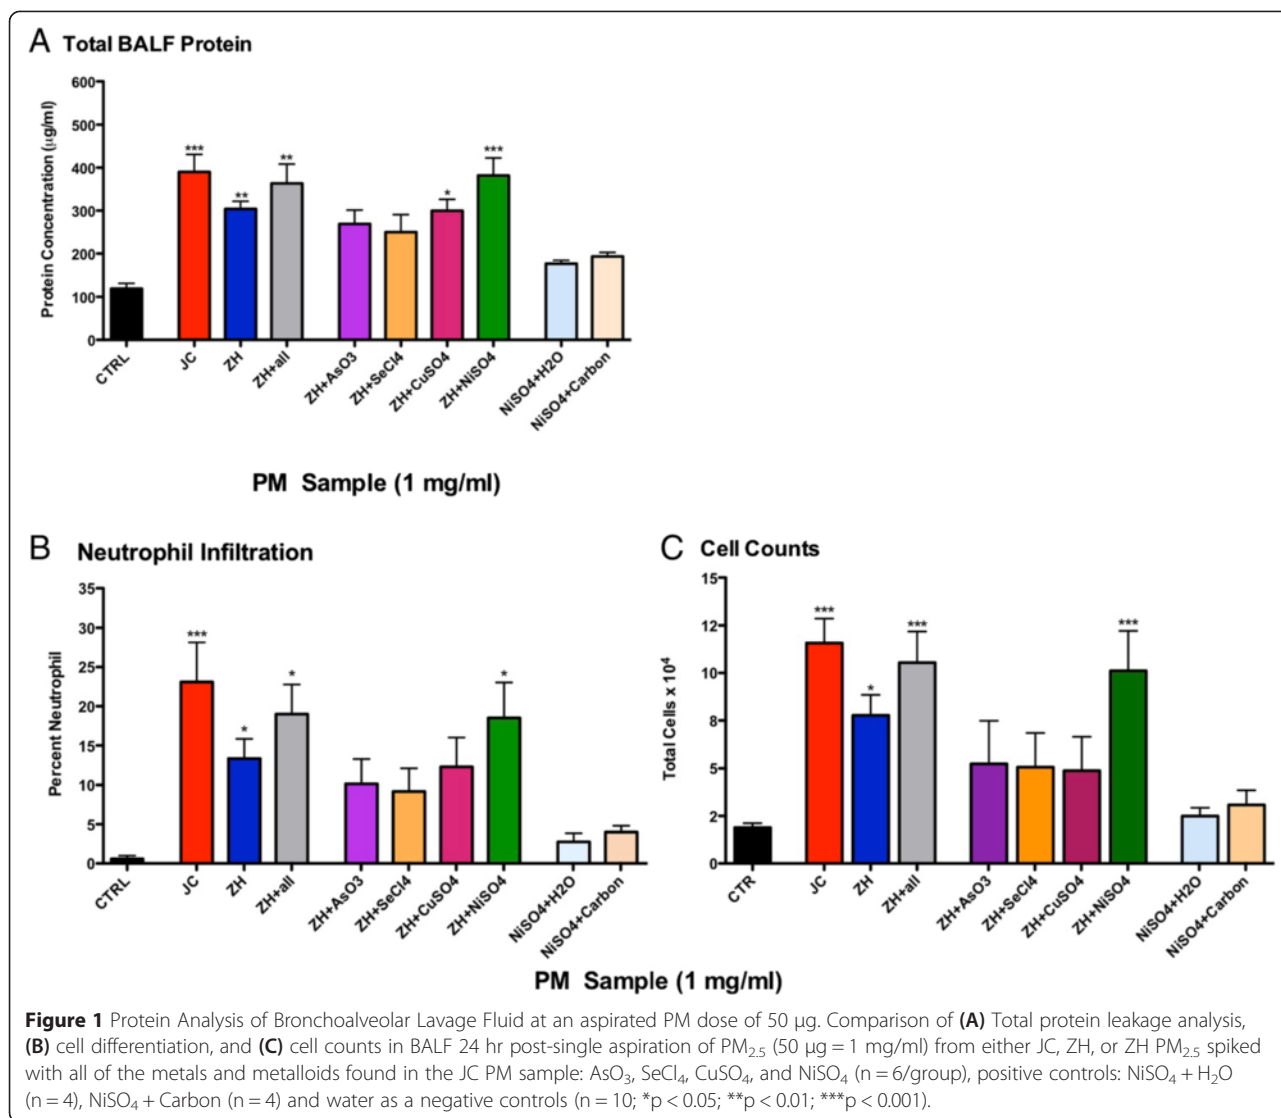 A Total BALF Protein
Protein Concentration (µg/ml)
600
500
400
300
200
100
0
***
**
**
*
***
CTRL
JC
ZH
ZH+all
ZH+AsO3
ZH+SeCl4
ZH+CuSO4
ZH+NiSO4
NiSO4+H2O
NiSO4+Carbon
PM Sample (1 mg/ml)
B Neutrophil Infiltration
Percent Neutrophil
35
30
25
20
15
10
5
0
***
*
*
*
CTRL
JC
ZH
ZH+all
ZH+AsO3
ZH+SeCl4
ZH+CuSO4
ZH+NiSO4
NiSO4+H2O
NiSO4+Carbon
C Cell Counts
Total Cells x 10⁴
15
12
10
8
5
2
0
***
*
***
***
CTR
JC
ZH
ZH+all
ZH+AsO3
ZH+SeCl4
ZH+CuSO4
ZH+NiSO4
NiSO4+H2O
NiSO4+Carbon
PM Sample (1 mg/ml)
Figure 1 Protein Analysis of Bronchoalveolar Lavage Fluid at an aspirated PM dose of 50 µg. Comparison of (A) Total protein leakage analysis,
(B) cell differentiation, and (C) cell counts in BALF 24 hr post-single aspiration of PM₂.₅ (50 µg = 1 mg/ml) from either JC, ZH, or ZH PM₂.₅ spiked
with all of the metals and metalloids found in the JC PM sample: AsO₃, SeCl₄, CuSO₄, and NiSO₄ (n = 6/group), positive controls: NiSO₄ + H₂O
(n = 4), NiSO₄ + Carbon (n = 4) and water as a negative controls (n = 10; *p < 0.05; **p < 0.01; ***p < 0.001).